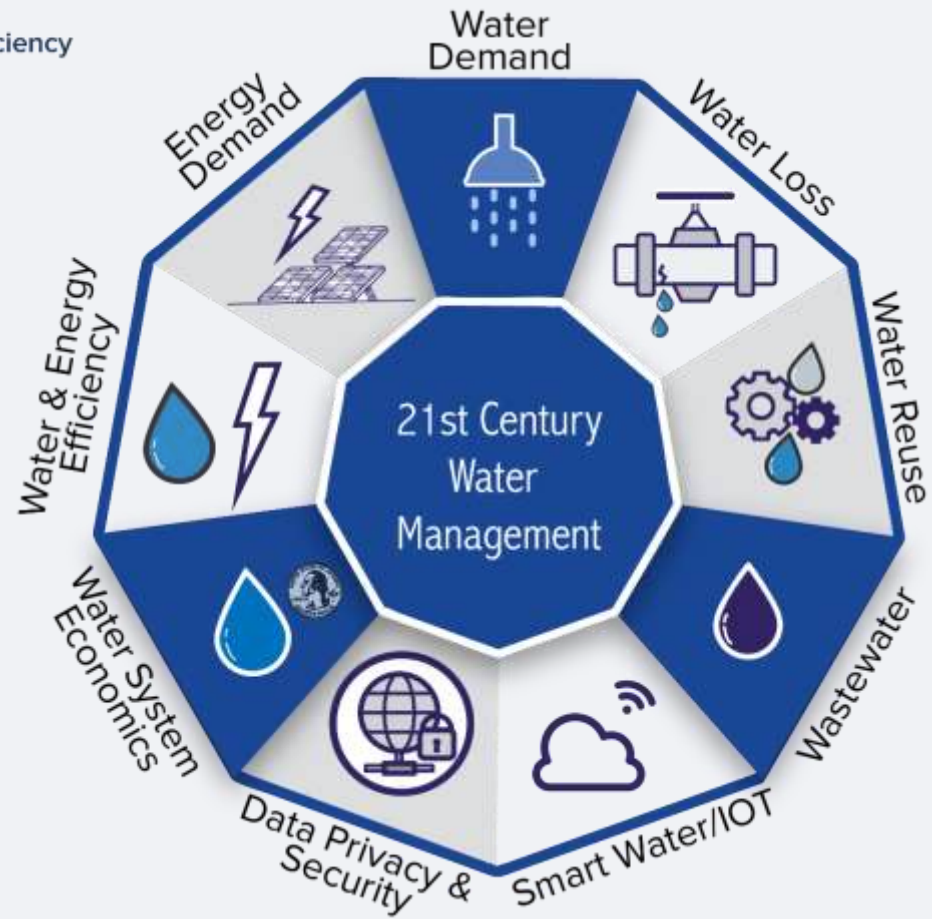 Water
Demand
Water Loss
Water Reuse
Wastewater
Smart Water/IOT
Data Privacy &
Security
Water System
Economics
Water & Energy
Efficiency
Energy
Demand
21st Century
Water
Management